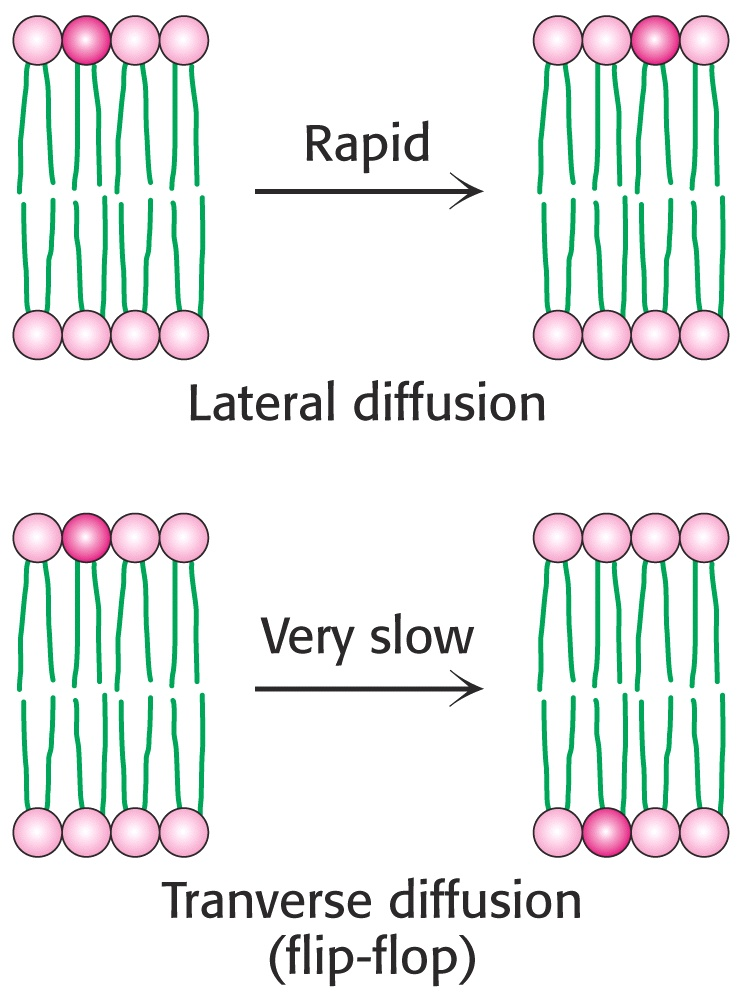 Rapid
Lateral diffusion
Very slow
Tranverse diffusion
(flip-flop)